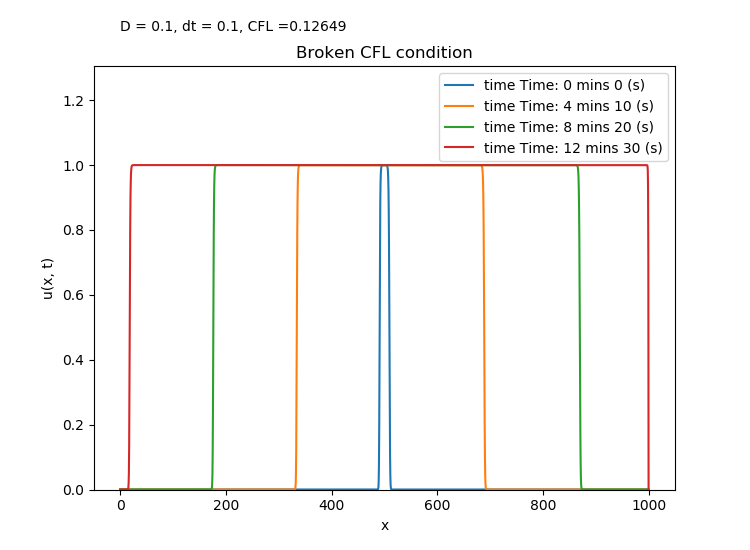 D = 0.1, dt = 0.1, CFL =0.12649
Broken CFL condition
time Time: 0 mins 0 (s)
time Time: 4 mins 10 (s)
time Time: 8 mins 20 (s)
time Time: 12 mins 30 (s)
1.2
1.0
0.8
0.6
0.4
0.2
0.0
u(x, t)
0 200 400 600 800 1000
x